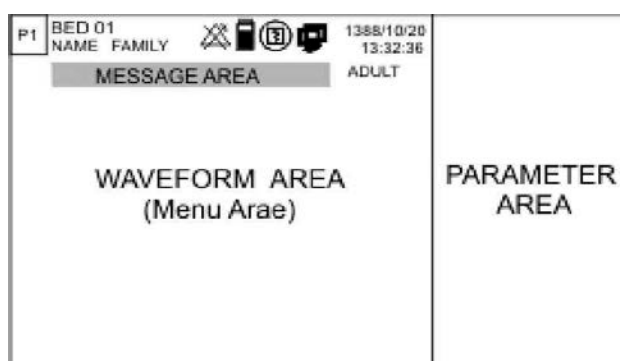 P1
BED 01
NAME FAMILY
1388/10/20
13:32:36
MESSAGE AREA
ADULT
WAVEFORM AREA
(Menu Arae)
PARAMETER
AREA